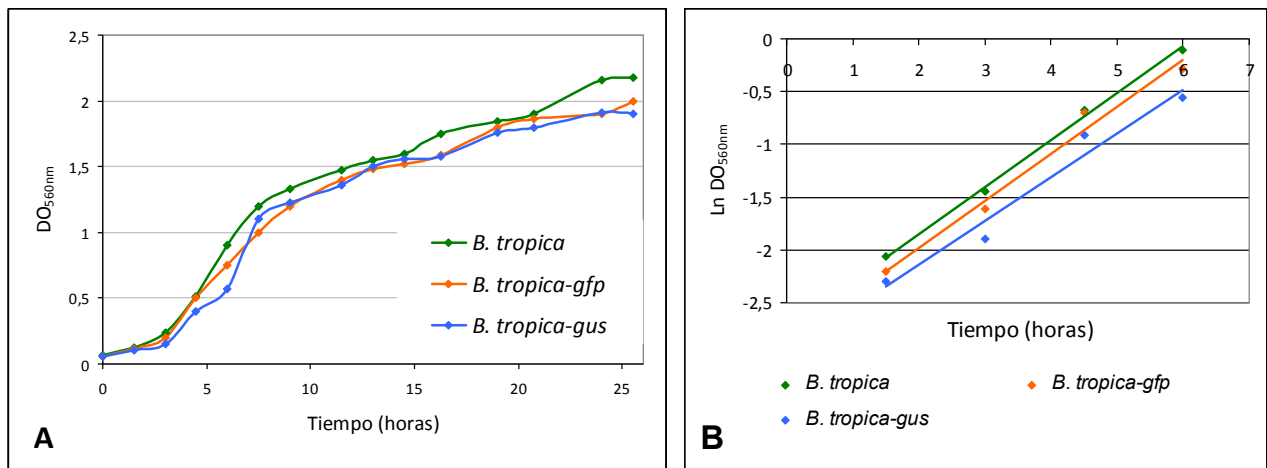 2,5
2
1,5
1
0,5
0
0 5 10 15 20 25
DO560nm
Tiempo (horas)
B. tropica
B. tropica-gfp
B. tropica-gus
A
0
-0,5
-1
-1,5
-2
-2,5
0 1 2 3 4 5 6 7
Ln DO560nm
Tiempo (horas)
B. tropica
B. tropica-gfp
B. tropica-gus
B